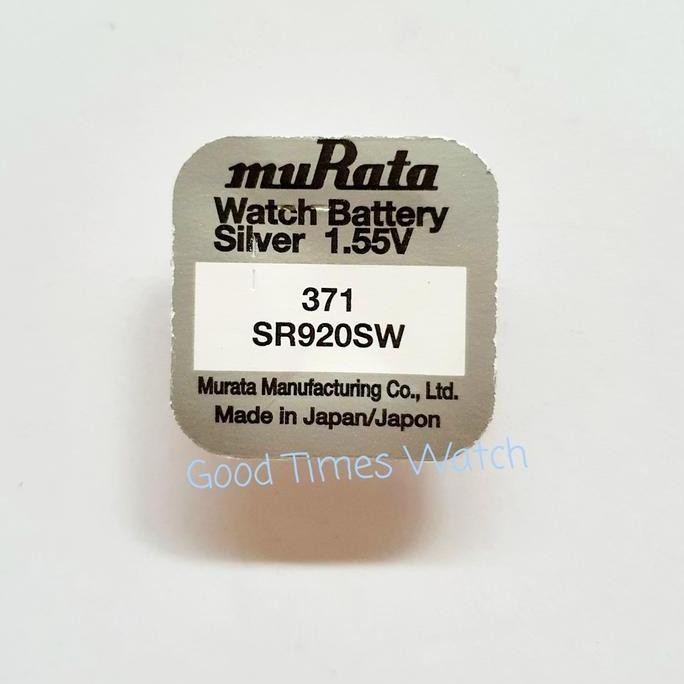 muRata
Watch Battery
Silver 1.55V
371
SR920SW
Murata Manufacturing Co., Ltd.
Made in Japan/Japon
Good Times Watch